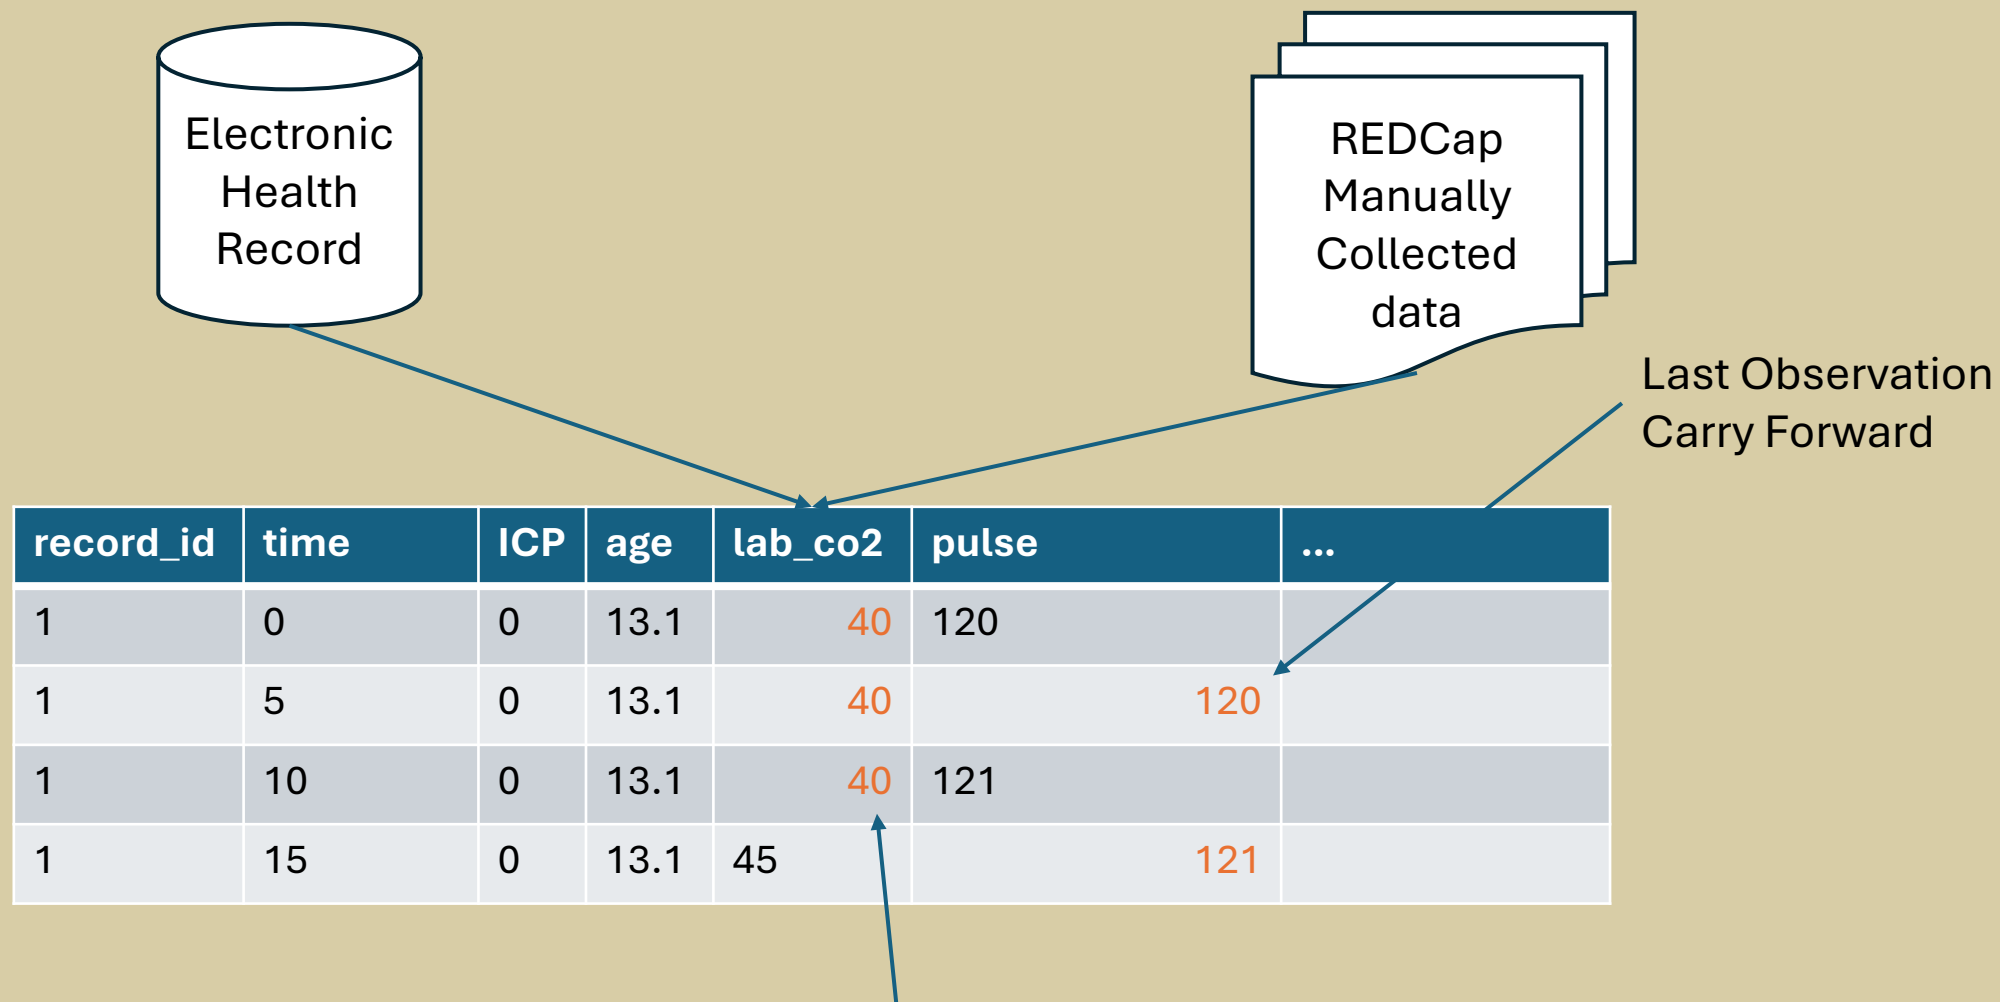 Electronic
Health
Record
REDCap
Manually
Collected
data
Last Observation
Carry Forward
record_id time ICP age lab_co2 pulse ...
1 0 0 13.1 40 120
1 5 0 13.1 40 120
1 10 0 13.1 40 121
1 15 0 13.1 45 121